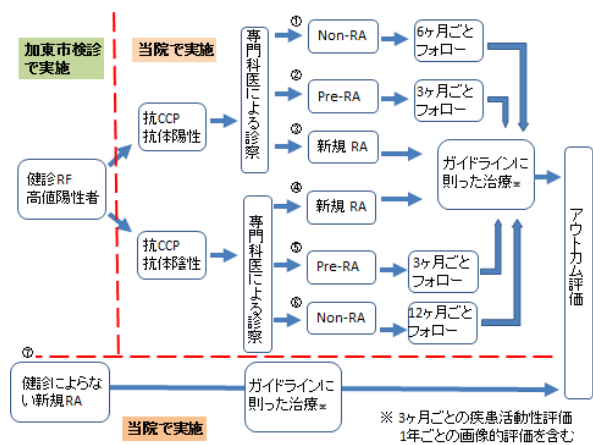 加東市検診
で実施
当院で実施
健診RF
高値陽性者
抗CCP
抗体陽性
抗CCP
抗体陰性
専門科医による診察
①
Non-RA
6ヶ月ごと
フォロー
②
Pre-RA
3ヶ月ごと
フォロー
③
新規 RA
専門科医による診察
④
新規 RA
⑤
Pre-RA
3ヶ月ごと
フォロー
⑥
Non-RA
12ヶ月ごと
フォロー
ガイドラインに
則った治療※
アウトカム評価
⑦
健診によらな
い新規RA
ガイドラインに
則った治療※
当院で実施
※ 3ヶ月ごとの疾患活動性評価
1年ごとの画像的評価を含む